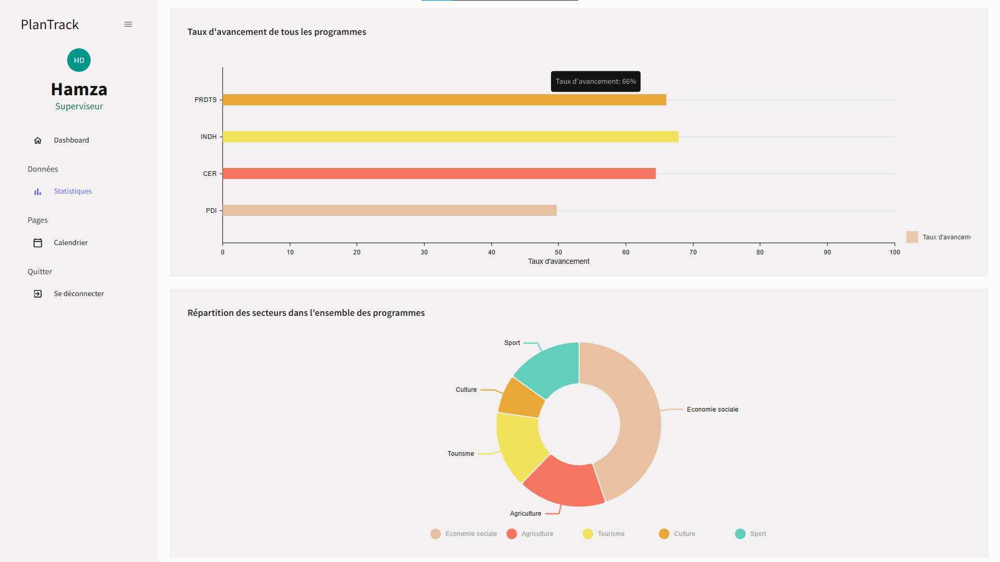 PlanTrack
HD
Hamza
Superviseur
Dashboard
Données
Statistiques
Pages
Calendrier
Quitter
Se déconnecter
Taux d'avancement de tous les programmes
Taux d'avancement: 66%
PRDTS
INDH
CER
PDI
0 10 20 30 40 50 60 70 80 90 100
Taux d'avancement
Taux d'avancem
Répartition des secteurs dans l'ensemble des programmes
Sport
Culture
Economie sociale
Tourisme
Agriculture
Economie sociale Agriculture Tourisme Culture Sport